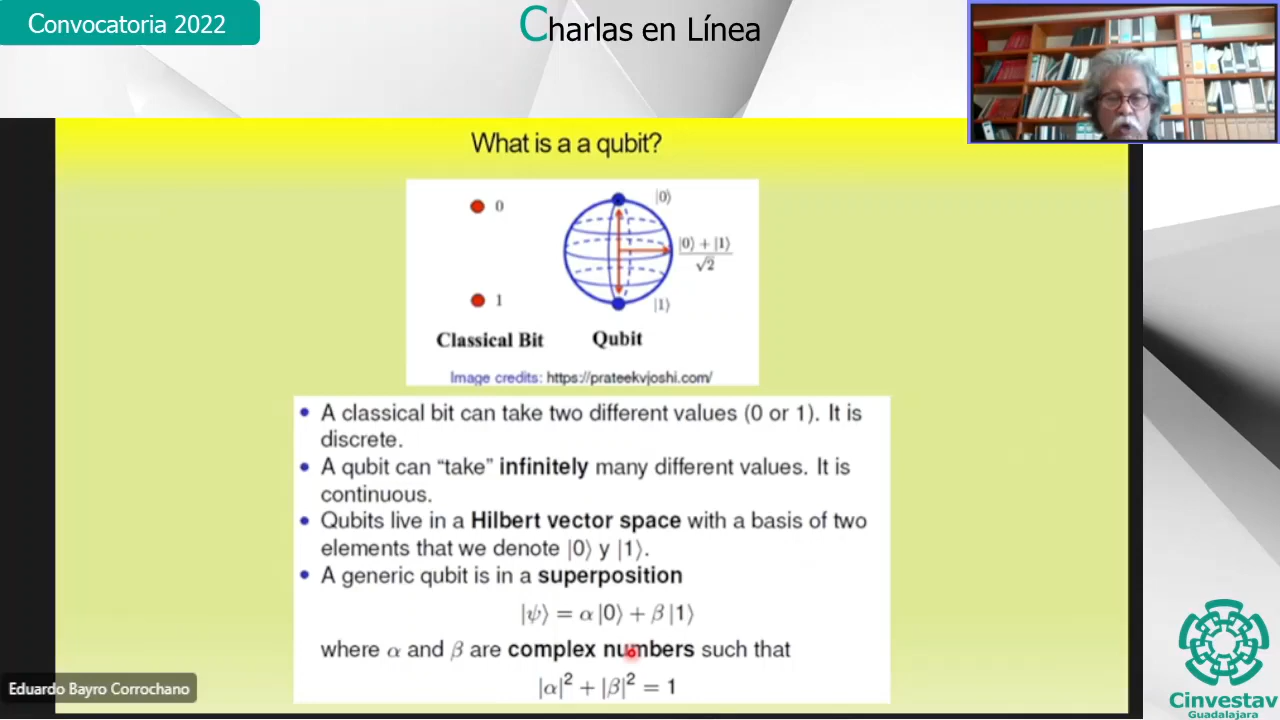 Convocatoria 2022
Charlas en Línea
What is a a qubit?
0
|0⟩
|0⟩ + |1⟩
√2
1
|1⟩
Classical Bit
Qubit
Image credits: https://prateekvjoshi.com/
• A classical bit can take two different values (0 or 1). It is
discrete.
• A qubit can “take” infinitely many different values. It is
continuous.
• Qubits live in a Hilbert vector space with a basis of two
elements that we denote |0⟩ y |1⟩.
• A generic qubit is in a superposition
|ψ⟩ = α |0⟩ + β |1⟩
where α and β are complex numbers such that
|α|² + |β|² = 1
Eduardo Bayro Corrochano
Cinvestav
Guadalajara